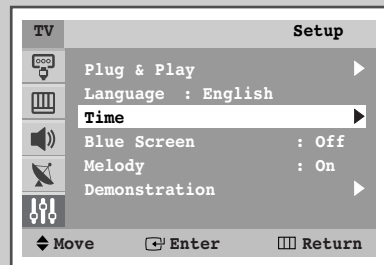 TV Setup
Plug & Play
Language : English
Time
Blue Screen : Off
Melody : On
Demonstration
Move Enter Return